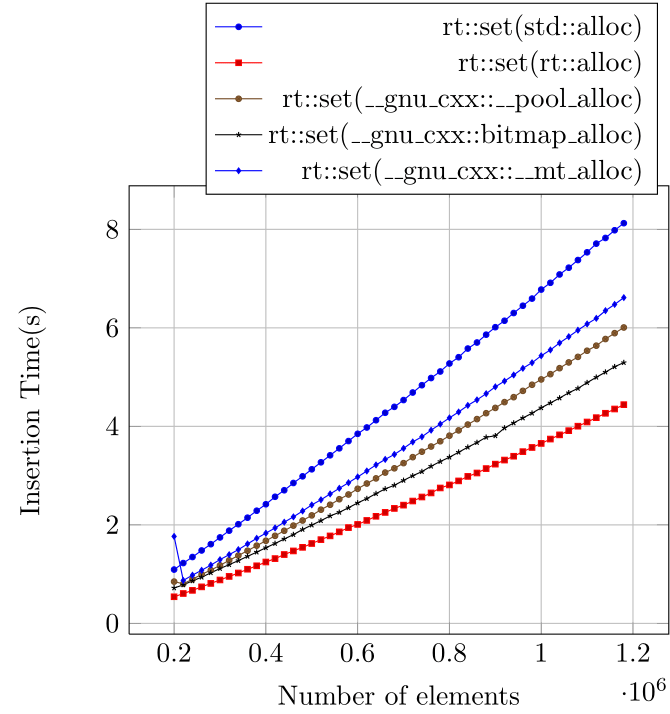 rt::set(std::alloc)
rt::set(rt::alloc)
rt::set(__gnu_cxx::__pool_alloc)
rt::set(__gnu_cxx::bitmap_alloc)
rt::set(__gnu_cxx::__mt_alloc)
8
6
4
2
0
Insertion Time(s)
0.2 0.4 0.6 0.8 1 1.2
·10⁶
Number of elements